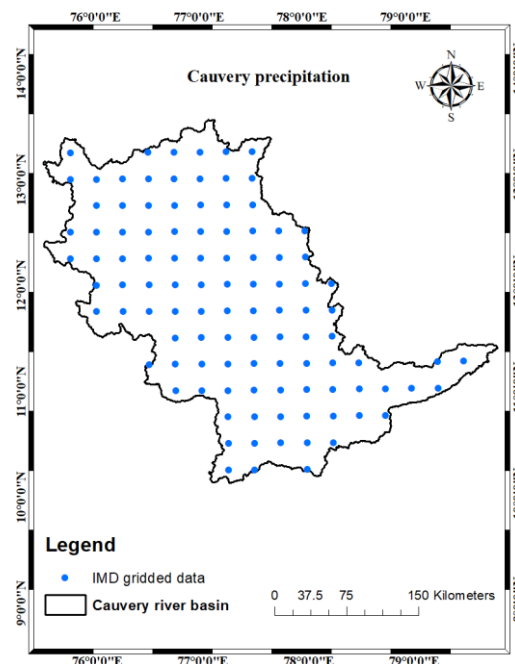 76°0'0"E 77°0'0"E 78°0'0"E 79°0'0"E
Cauvery precipitation
N
W E
S
14°0'0"N
13°0'0"N
12°0'0"N
11°0'0"N
10°0'0"N
9°0'0"N
Legend
IMD gridded data
Cauvery river basin
0 37.5 75 150 Kilometers
76°0'0"E 77°0'0"E 78°0'0"E 79°0'0"E